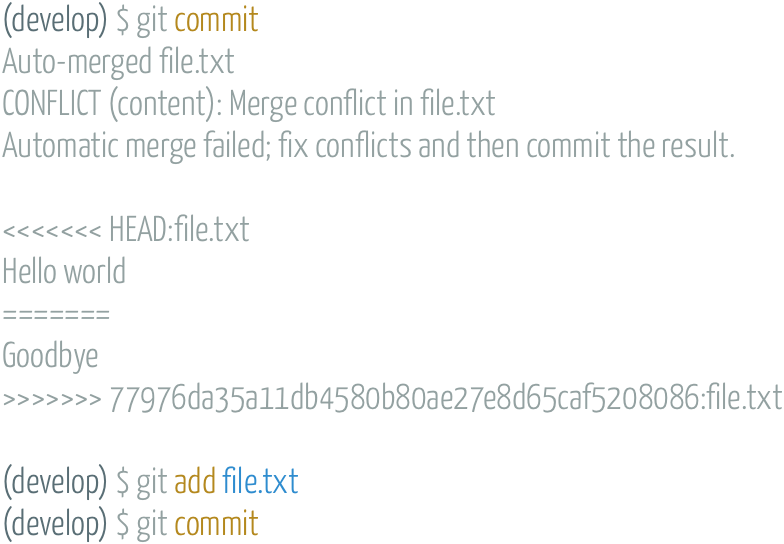 (develop) $ git commit
Auto-merged file.txt
CONFLICT (content): Merge conflict in file.txt
Automatic merge failed; fix conflicts and then commit the result.
<<<<<<< HEAD:file.txt
Hello world
=======
Goodbye
>>>>>>> 77976da35a11db4580b80ae27e8d65caf5208086:file.txt
(develop) $ git add file.txt
(develop) $ git commit